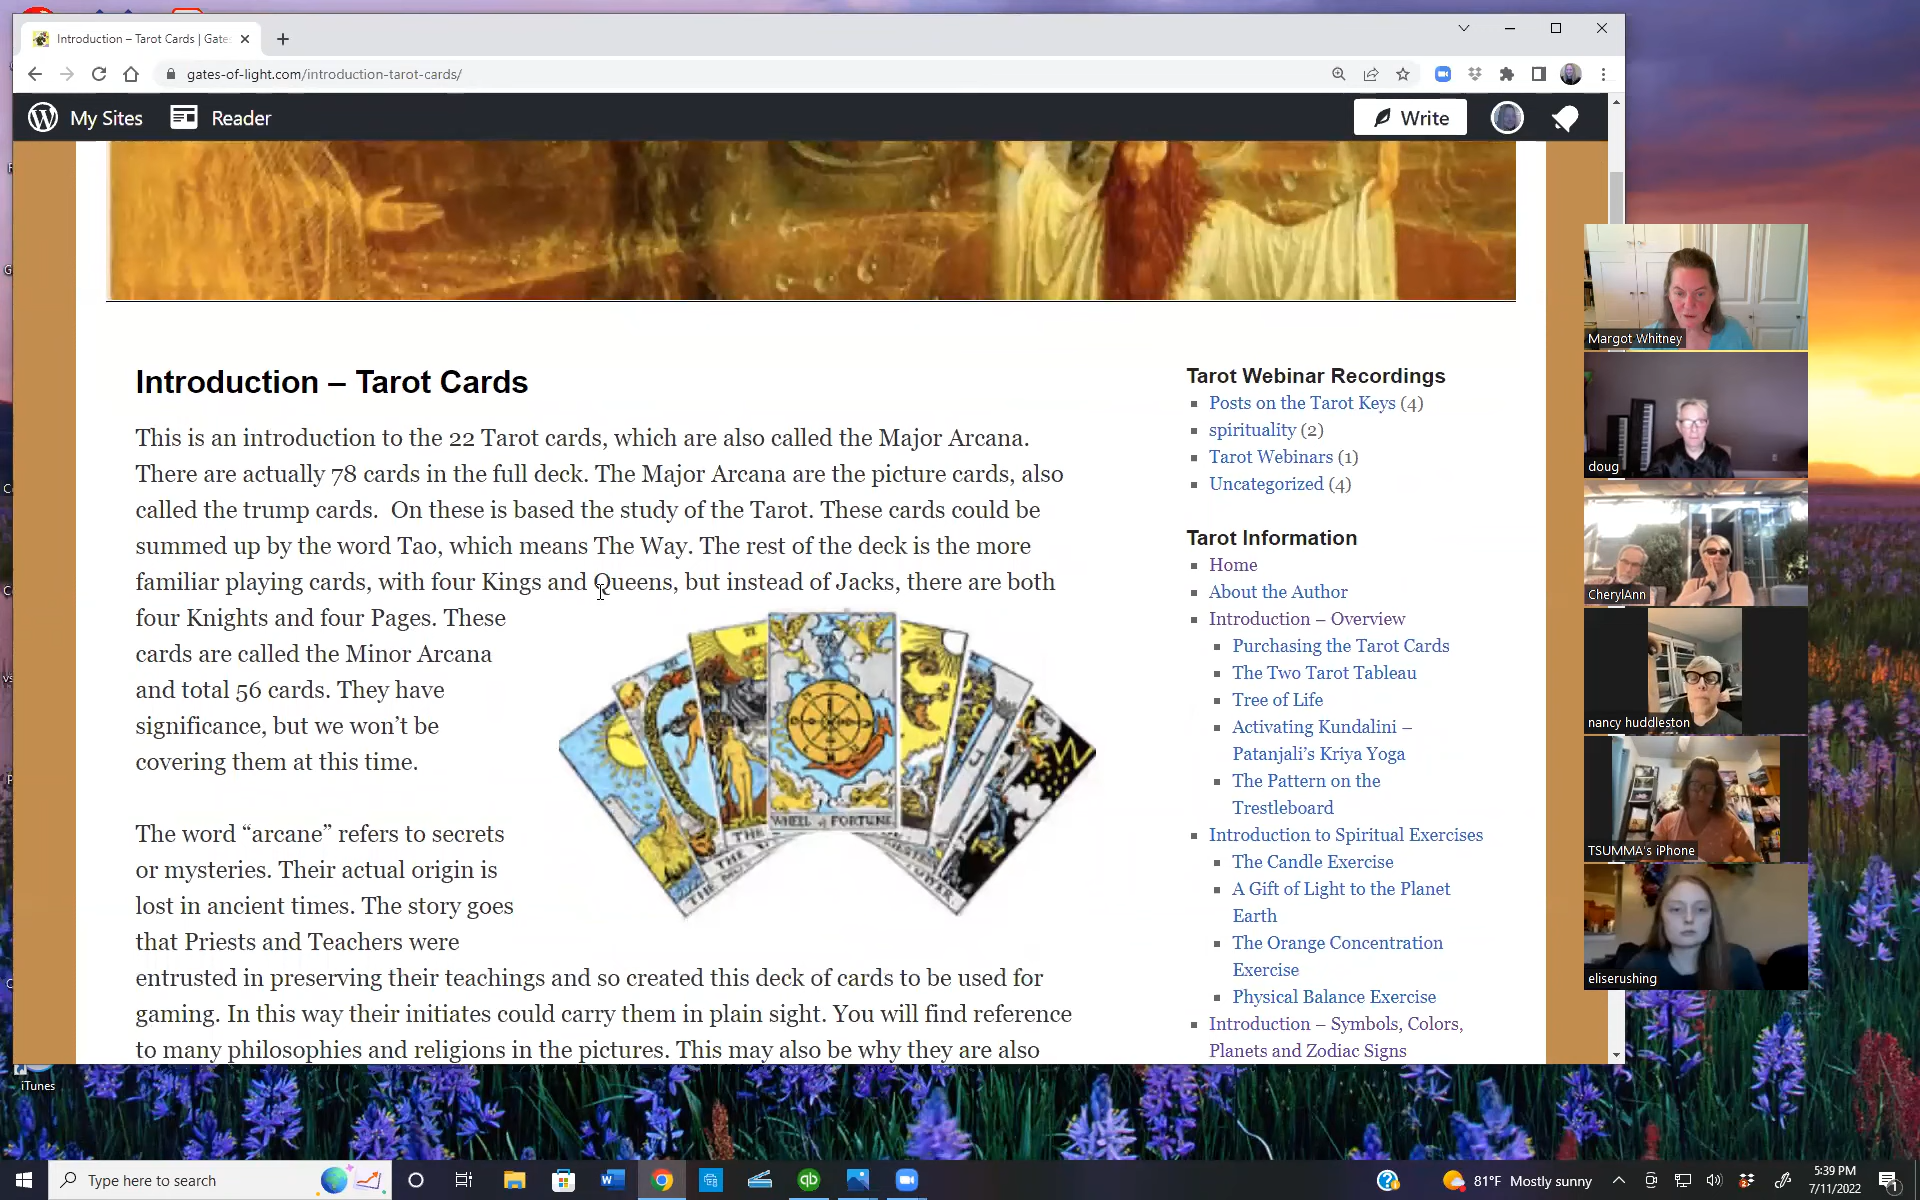 Introduction – Tarot Cards | Gate
gates-of-light.com/introduction-tarot-cards/
My Sites
Reader
Write
Introduction – Tarot Cards
This is an introduction to the 22 Tarot cards, which are also called the Major Arcana.
There are actually 78 cards in the full deck. The Major Arcana are the picture cards, also
called the trump cards.  On these is based the study of the Tarot. These cards could be
summed up by the word Tao, which means The Way. The rest of the deck is the more
familiar playing cards, with four Kings and Queens, but instead of Jacks, there are both
four Knights and four Pages. These
cards are called the Minor Arcana
and total 56 cards. They have
significance, but we won’t be
covering them at this time.
WHEEL of FORTUNE
The word “arcane” refers to secrets
or mysteries. Their actual origin is
lost in ancient times. The story goes
that Priests and Teachers were
entrusted in preserving their teachings and so created this deck of cards to be used for
gaming. In this way their initiates could carry them in plain sight. You will find reference
to many philosophies and religions in the pictures. This may also be why they are also
Tarot Webinar Recordings
Posts on the Tarot Keys (4)
spirituality (2)
Tarot Webinars (1)
Uncategorized (4)
Tarot Information
Home
About the Author
Introduction – Overview
Purchasing the Tarot Cards
The Two Tarot Tableau
Tree of Life
Activating Kundalini –
Patanjali’s Kriya Yoga
The Pattern on the
Trestleboard
Introduction to Spiritual Exercises
The Candle Exercise
A Gift of Light to the Planet
Earth
The Orange Concentration
Exercise
Physical Balance Exercise
Introduction – Symbols, Colors,
Planets and Zodiac Signs
Margot Whitney
doug
CherylAnn
nancy huddleston
TSUMMA's iPhone
eliserushing
iTunes
Type here to search
81°F Mostly sunny
5:39 PM
7/11/2022
1